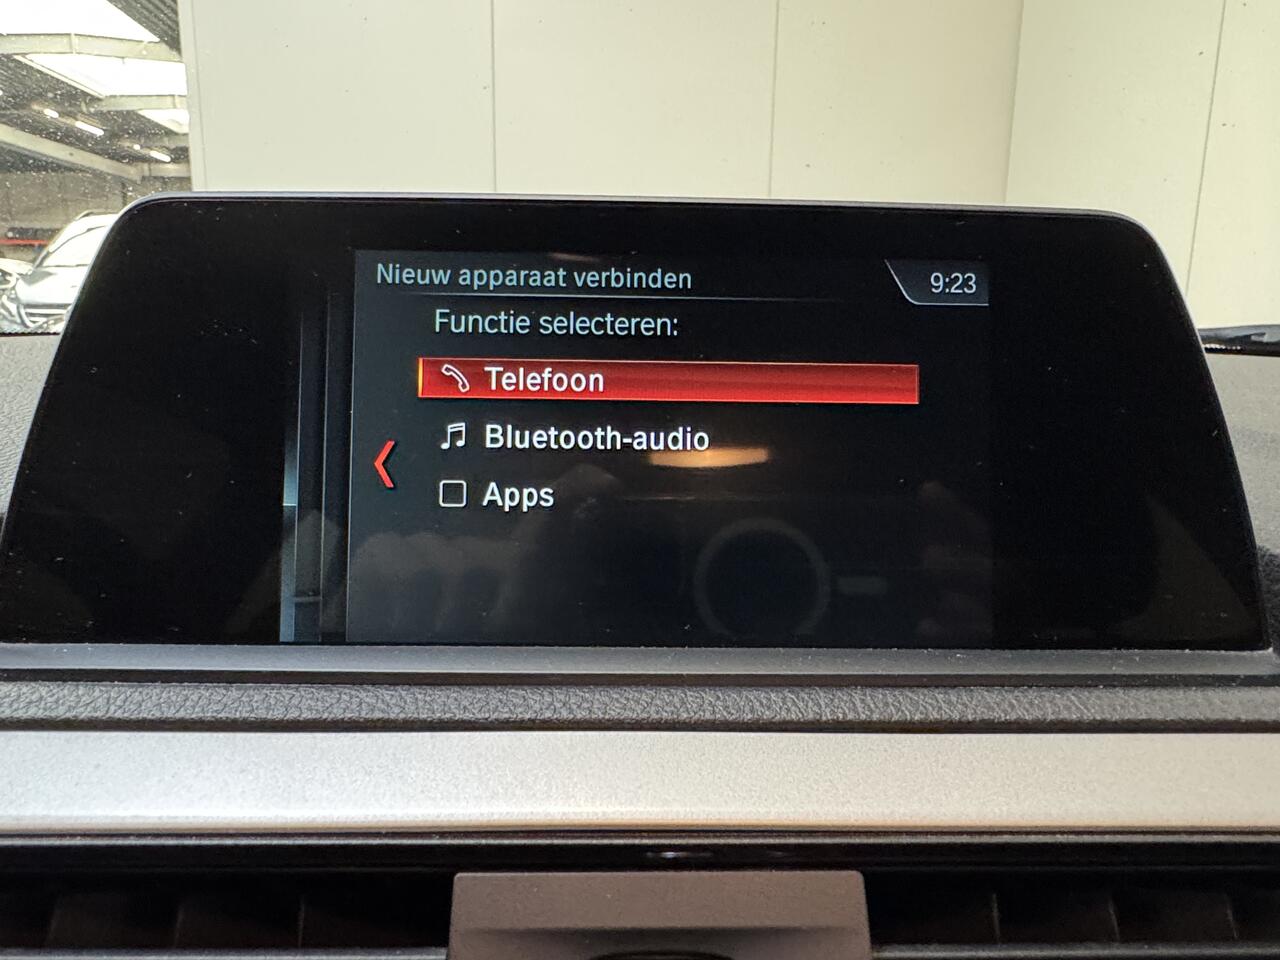 Nieuw apparaat verbinden
9:23
Functie selecteren:
Telefoon
Bluetooth-audio
Apps